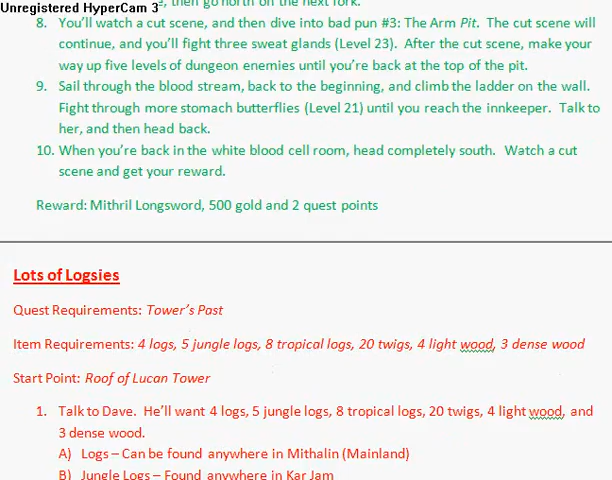 Unregistered HyperCam 3, then go north on the next fork.
8. You'll watch a cut scene, and then dive into bad pun #3: The Arm Pit. The cut scene will
continue, and you'll fight three sweat glands (Level 23). After the cut scene, make your
way up five levels of dungeon enemies until you're back at the top of the pit.
9. Sail through the blood stream, back to the beginning, and climb the ladder on the wall.
Fight through more stomach butterflies (Level 21) until you reach the innkeeper. Talk to
her, and then head back.
10. When you're back in the white blood cell room, head completely south. Watch a cut
scene and get your reward.
Reward: Mithril Longsword, 500 gold and 2 quest points
Lots of Logsies
Quest Requirements: Tower's Past
Item Requirements: 4 logs, 5 jungle logs, 8 tropical logs, 20 twigs, 4 light wood, 3 dense wood
Start Point: Roof of Lucan Tower
1. Talk to Dave. He'll want 4 logs, 5 jungle logs, 8 tropical logs, 20 twigs, 4 light wood, and
3 dense wood.
A) Logs – Can be found anywhere in Mithalin (Mainland)
B) Jungle Logs – Found anywhere in Kar Jam